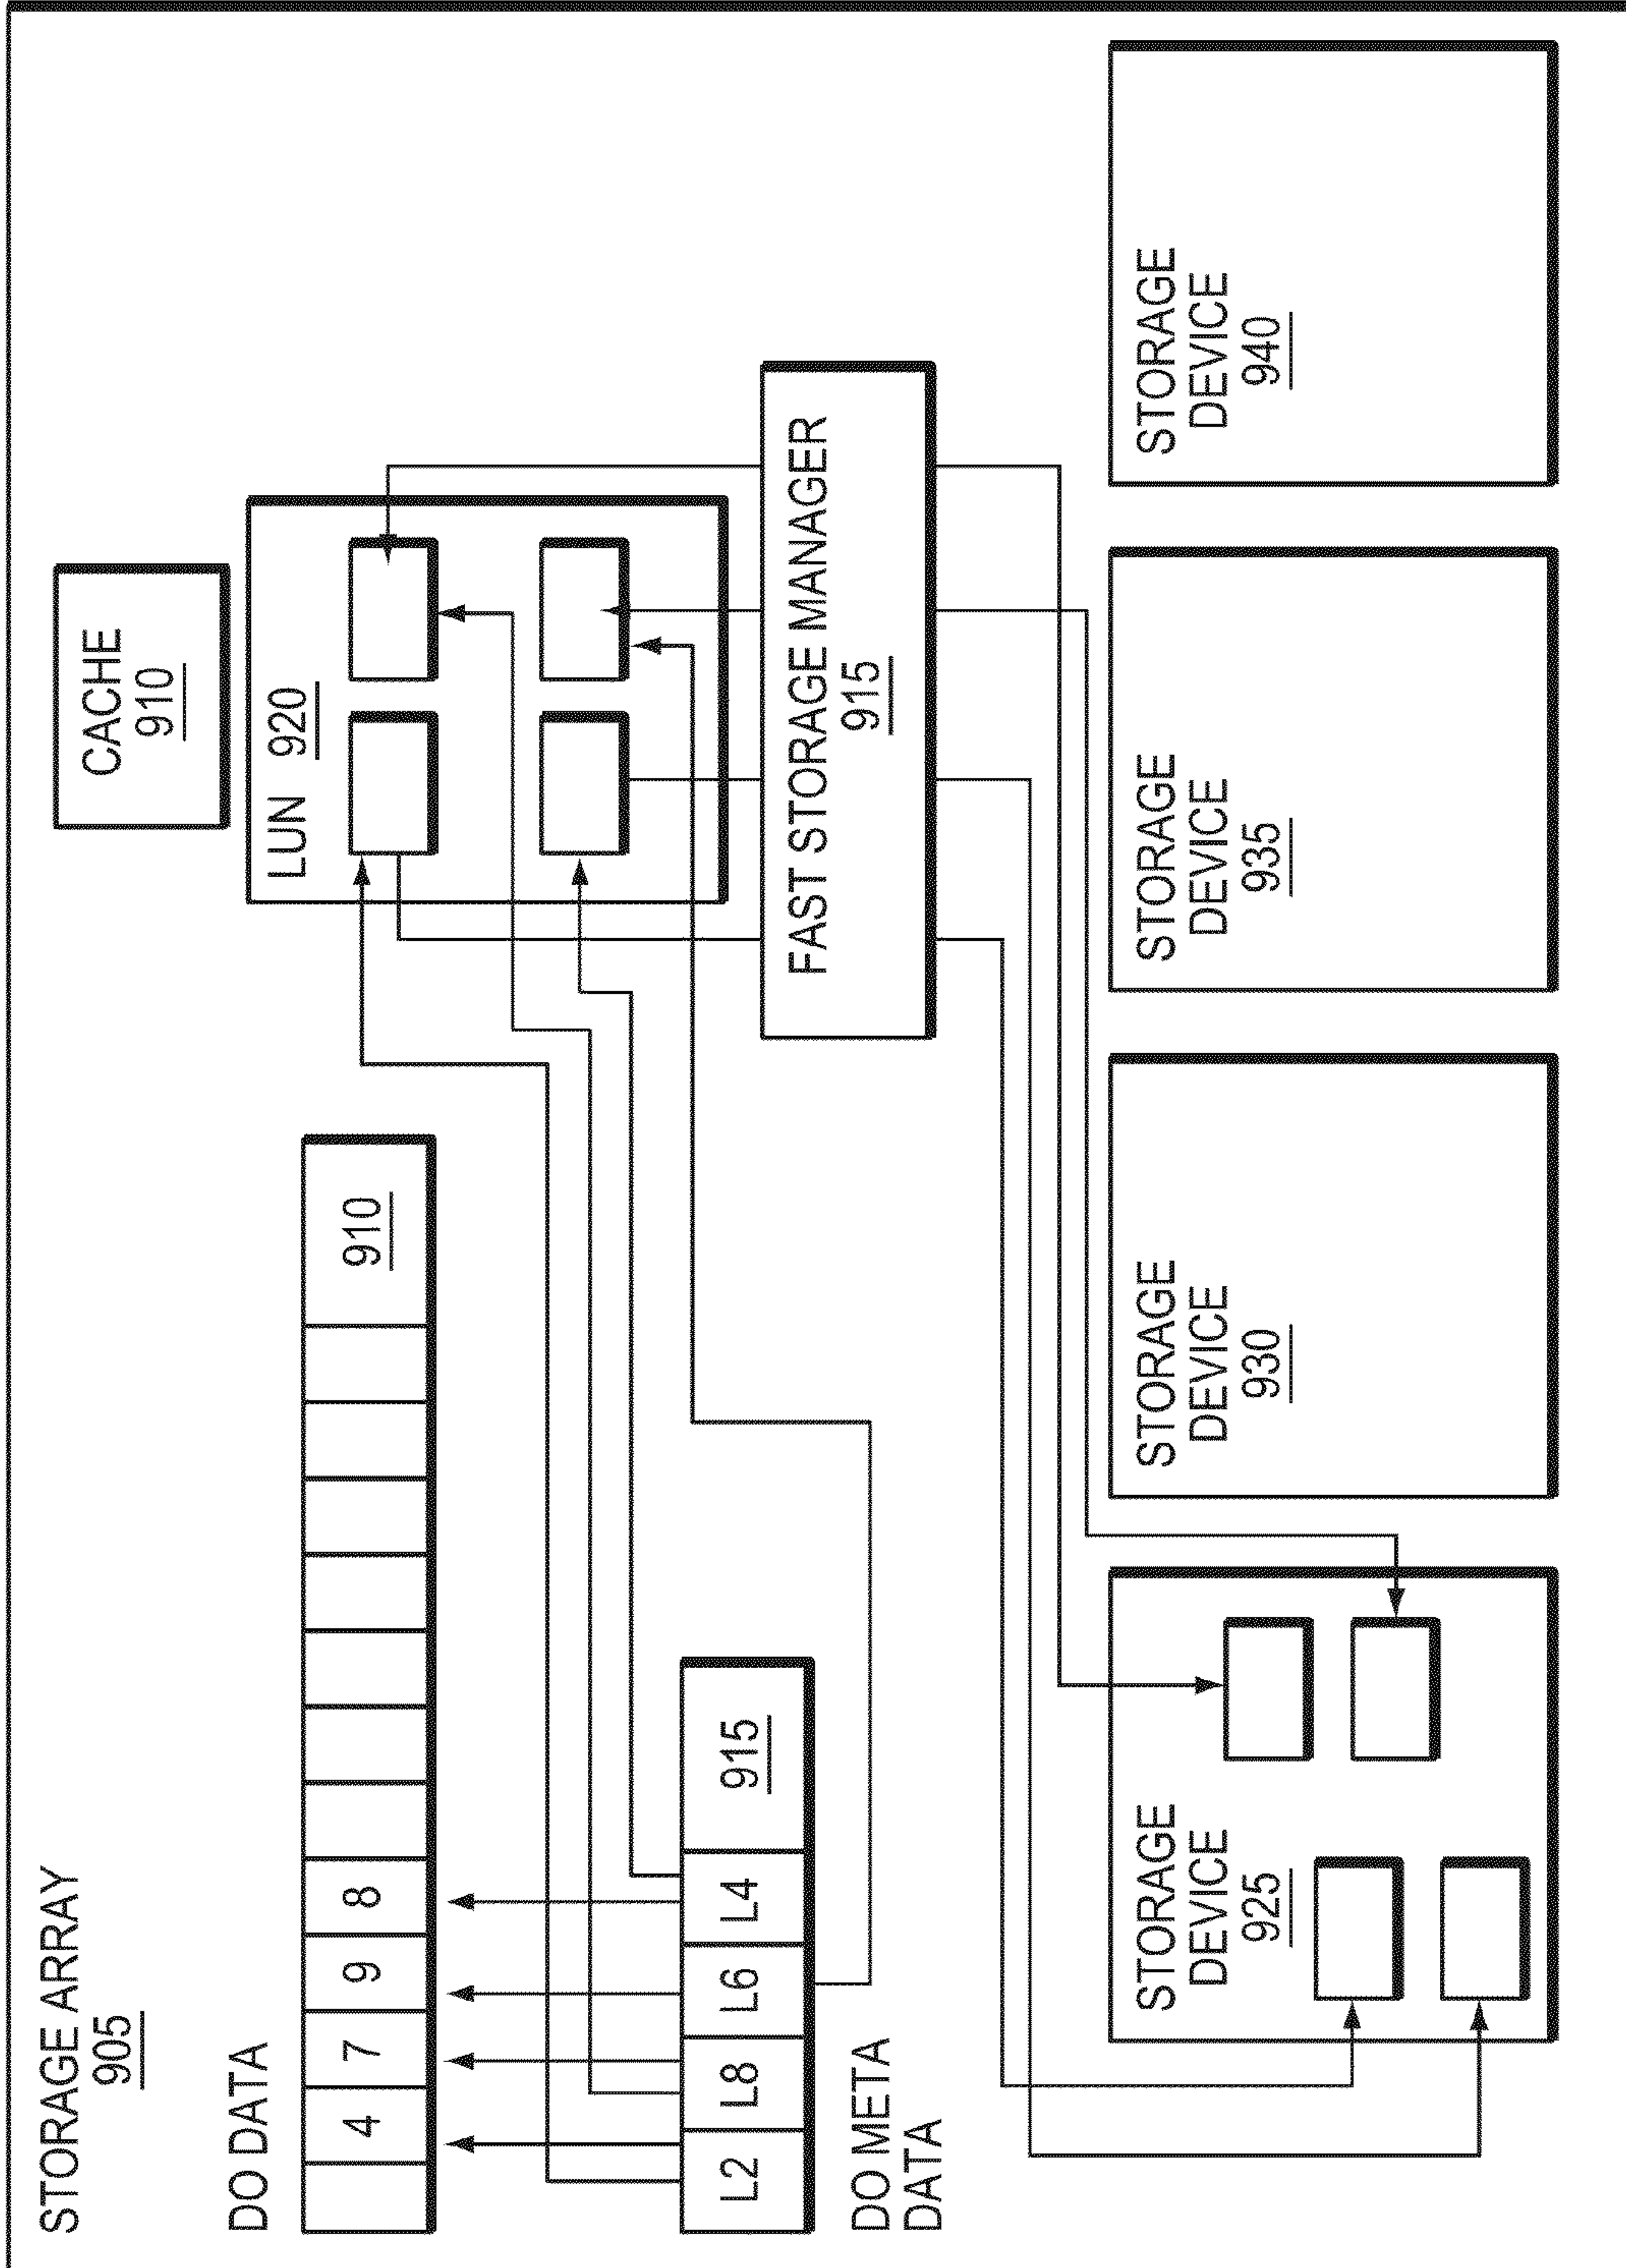 STORAGE ARRAY
905
CACHE
910
DO DATA
4
7
9
8
910
LUN 920
L2
L8
L6
L4
915
DO META
DATA
FAST STORAGE MANAGER
915
STORAGE
DEVICE
925
STORAGE
DEVICE
930
STORAGE
DEVICE
935
STORAGE
DEVICE
940